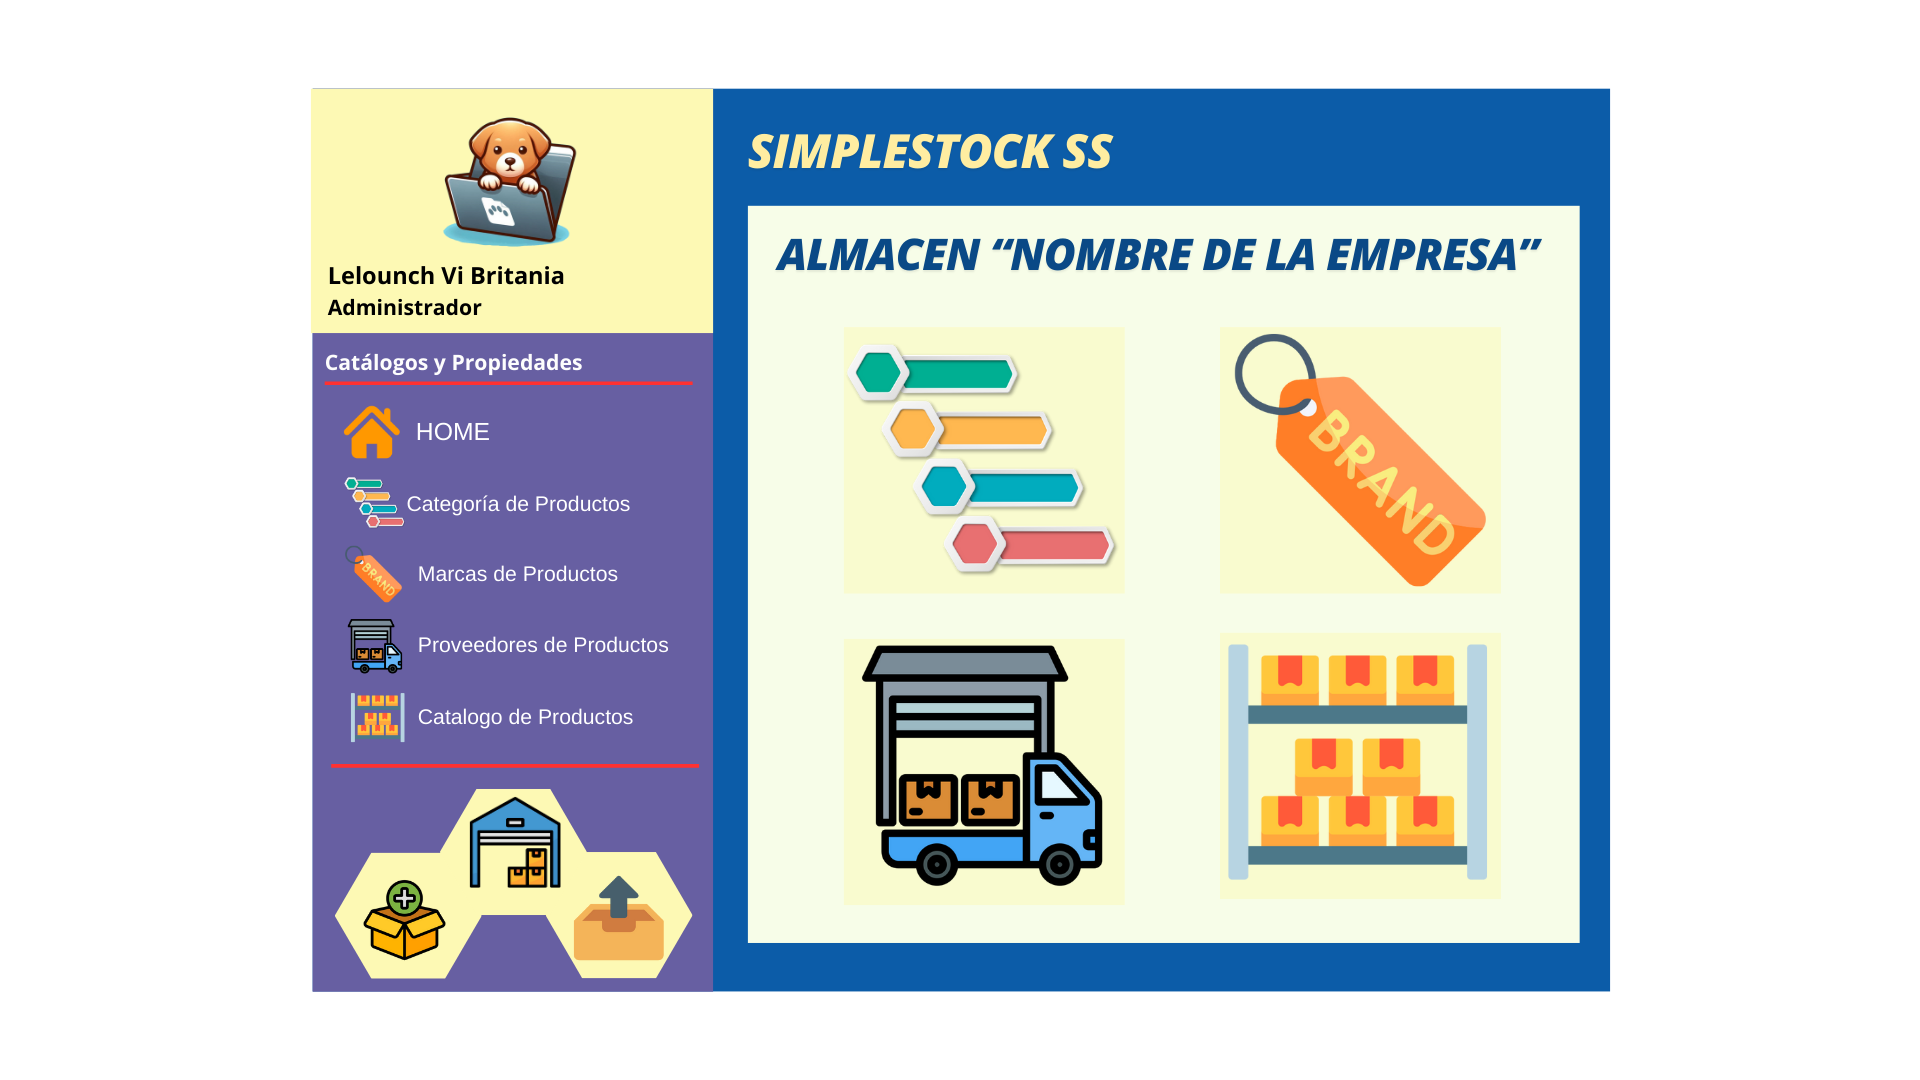 Lelounch Vi Britania
Administrador
Catálogos y Propiedades
HOME
Categoría de Productos
BRAND
Marcas de Productos
Proveedores de Productos
Catalogo de Productos
SIMPLESTOCK SS
ALMACEN “NOMBRE DE LA EMPRESA”
BRAND